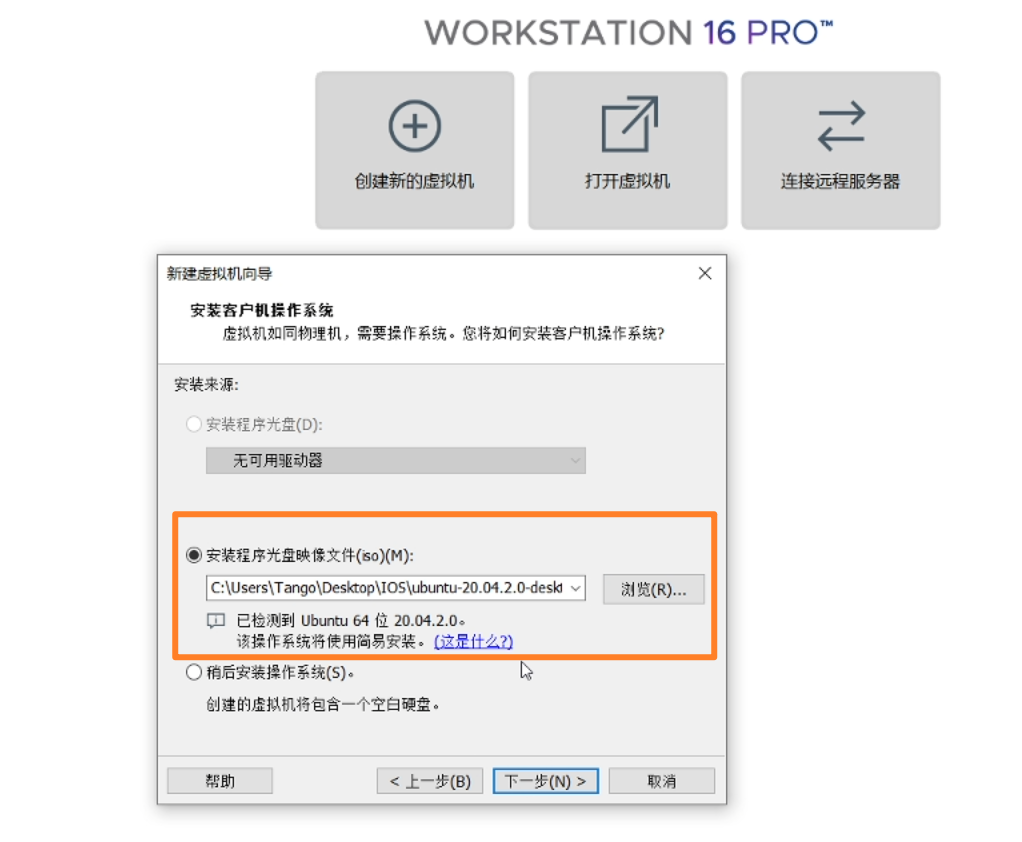 WORKSTATION 16 PRO™
创建新的虚拟机
打开虚拟机
连接远程服务器
新建虚拟机向导
安装客户机操作系统
虚拟机如同物理机，需要操作系统。您将如何安装客户机操作系统?
安装来源:
安装程序光盘(D):
无可用驱动器
安装程序光盘映像文件(iso)(M):
C:\Users\Tango\Desktop\IOS\ubuntu-20.04.2.0-deskt
浏览(R)...
已检测到 Ubuntu 64 位 20.04.2.0。
该操作系统将使用简易安装。(这是什么?)
稍后安装操作系统(S)。
创建的虚拟机将包含一个空白硬盘。
帮助
< 上一步(B)
下一步(N) >
取消